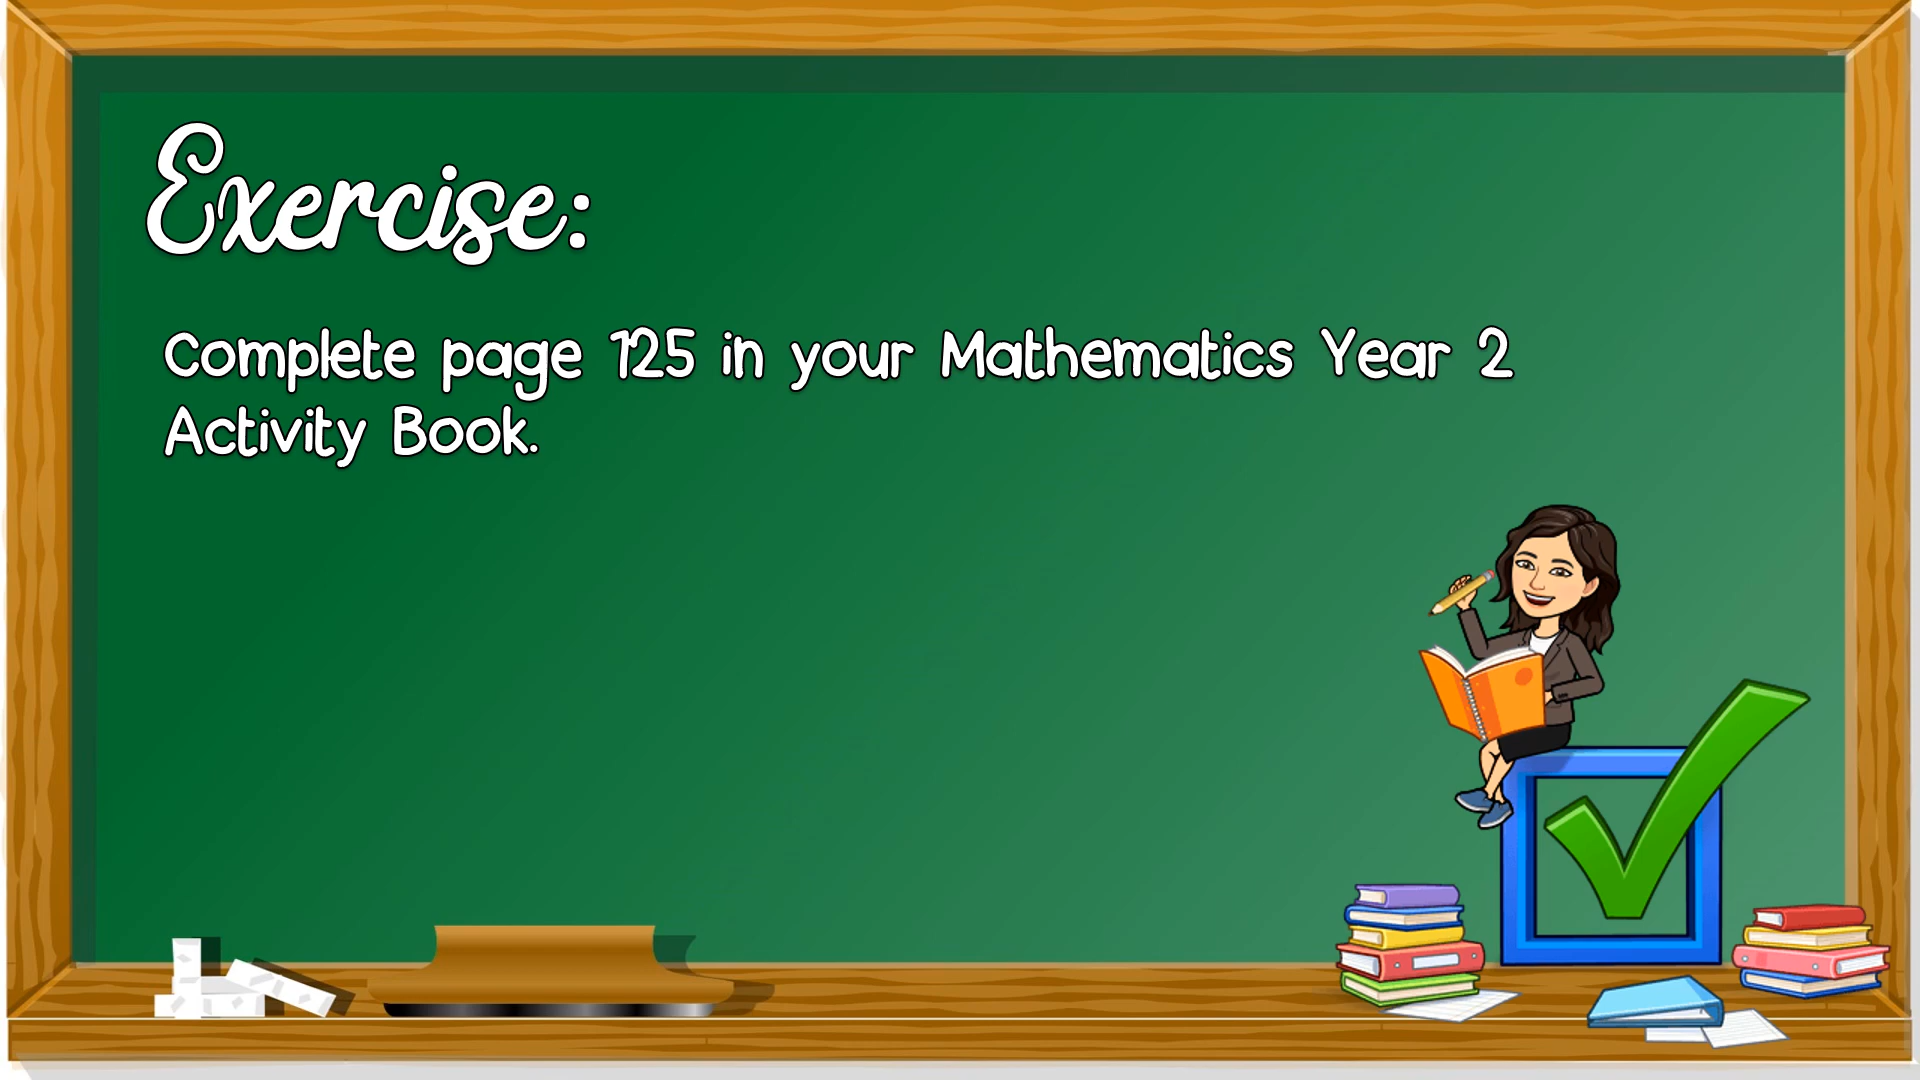 Exercise:
Complete page 125 in your Mathematics Year 2
Activity Book.